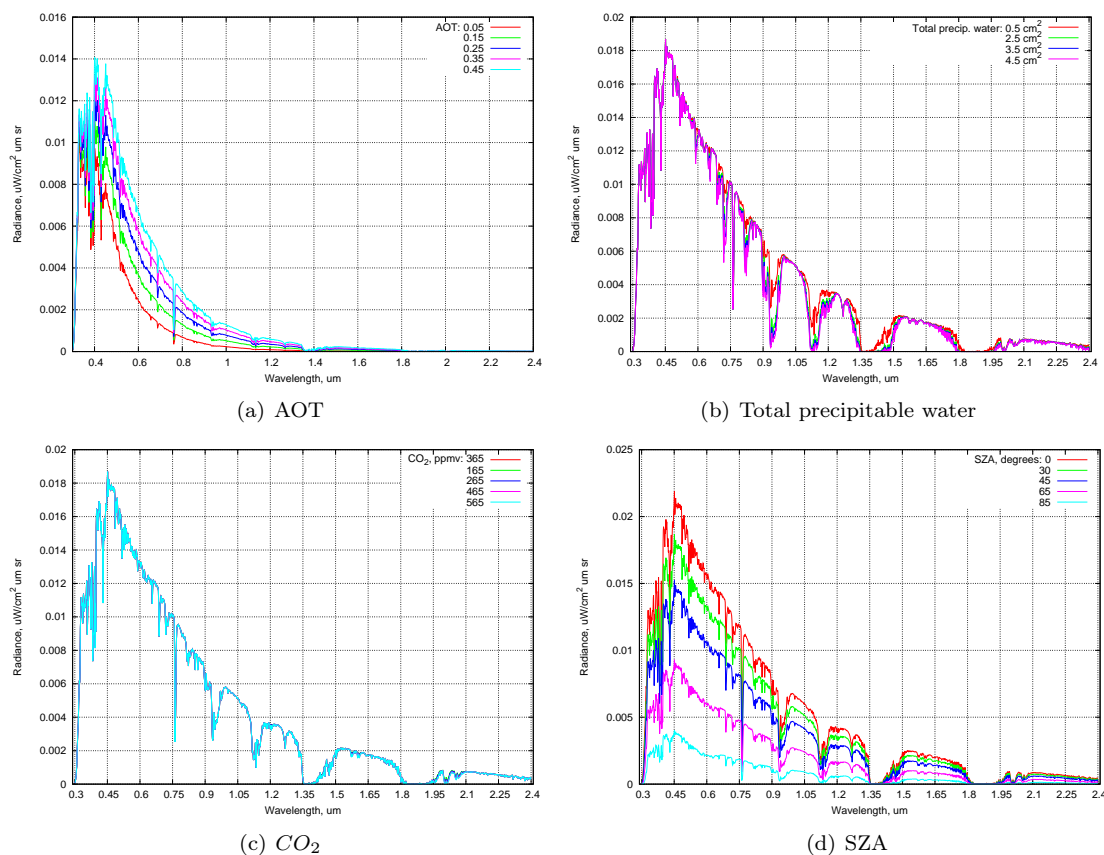 AOT: 0.05
0.15
0.25
0.35
0.45
0.016
0.014
0.012
0.01
0.008
0.006
0.004
0.002
0
Radiance, uW/cm2 um sr
0.4 0.6 0.8 1 1.2 1.4 1.6 1.8 2 2.2 2.4
Wavelength, um
(a) AOT
Total precip. water: 0.5 cm2
2.5 cm2
3.5 cm2
4.5 cm2
0.02
0.018
0.016
0.014
0.012
0.01
0.008
0.006
0.004
0.002
0
Radiance, uW/cm2 um sr
0.3 0.45 0.6 0.75 0.9 1.05 1.2 1.35 1.5 1.65 1.8 1.95 2.1 2.25 2.4
Wavelength, um
(b) Total precipitable water
CO2, ppmv: 365
165
265
465
565
0.02
0.018
0.016
0.014
0.012
0.01
0.008
0.006
0.004
0.002
0
Radiance, uW/cm2 um sr
0.3 0.45 0.6 0.75 0.9 1.05 1.2 1.35 1.5 1.65 1.8 1.95 2.1 2.25 2.4
Wavelength, um
(c) CO2
SZA, degrees: 0
30
45
65
85
0.025
0.02
0.015
0.01
0.005
0
Radiance, uW/cm2 um sr
0.3 0.45 0.6 0.75 0.9 1.05 1.2 1.35 1.5 1.65 1.8 1.95 2.1 2.25 2.4
Wavelength, um
(d) SZA